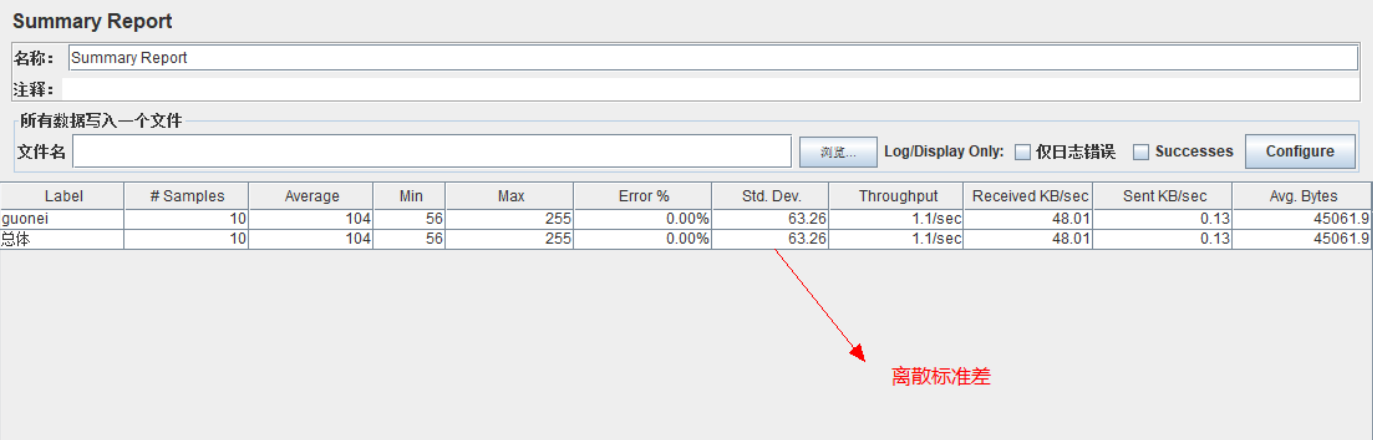 Summary Report
名称： Summary Report
注释：
所有数据写入一个文件
文件名 浏览... Log/Display Only: 仅日志错误 Successes Configure
Label # Samples Average Min Max Error % Std. Dev. Throughput Received KB/sec Sent KB/sec Avg. Bytes
guonei 10 104 56 255 0.00% 63.26 1.1/sec 48.01 0.13 45061.9
总体 10 104 56 255 0.00% 63.26 1.1/sec 48.01 0.13 45061.9
离散标准差